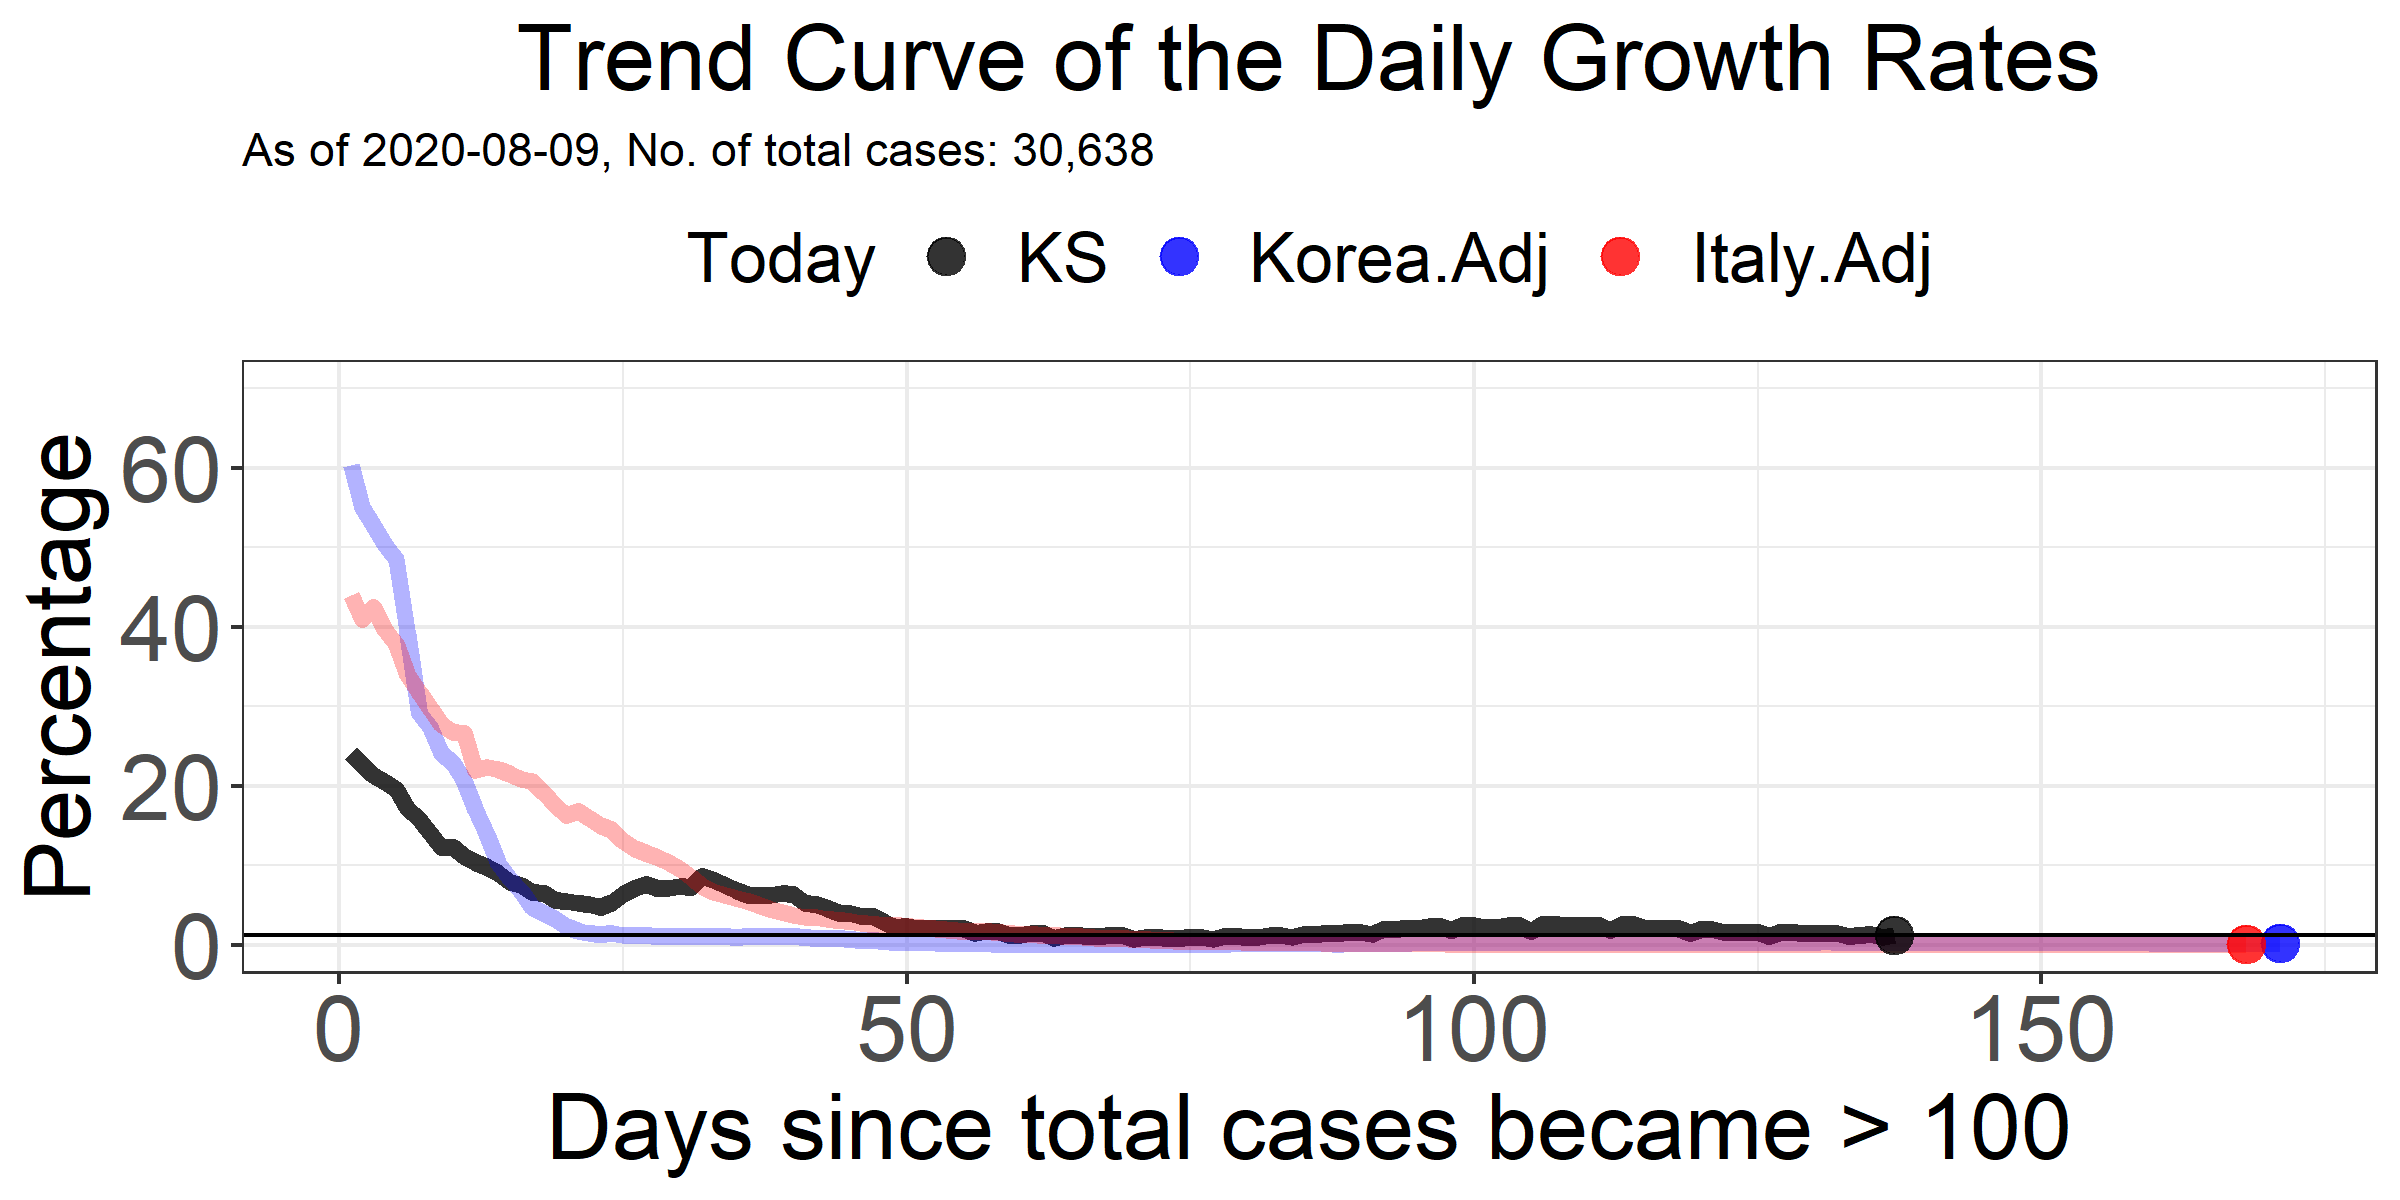 Trend Curve of the Daily Growth Rates
As of 2020-08-09, No. of total cases: 30,638
Today KS Korea.Adj Italy.Adj
Percentage
60
40
20
0
0 50 100 150
Days since total cases became > 100